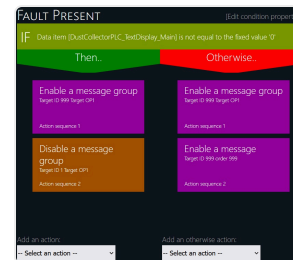 FAULT PRESENT
[Edit condition propert
IF Data Item [DustCollectorPLC_TextDisplay_Main] is not equal to the fixed value '0'
Then..
Otherwise..
Enable a message group
Target ID 999 Target OP1
Action sequence 1
Enable a message group
Target ID 999 Target OP1
Action sequence 1
Disable a message
group
Target ID 1 Target OP1
Action sequence 2
Enable a message
Target ID 999 order 999
Action sequence 2
Add an action:
-- Select an action --
Add an otherwise action:
-- Select an action --